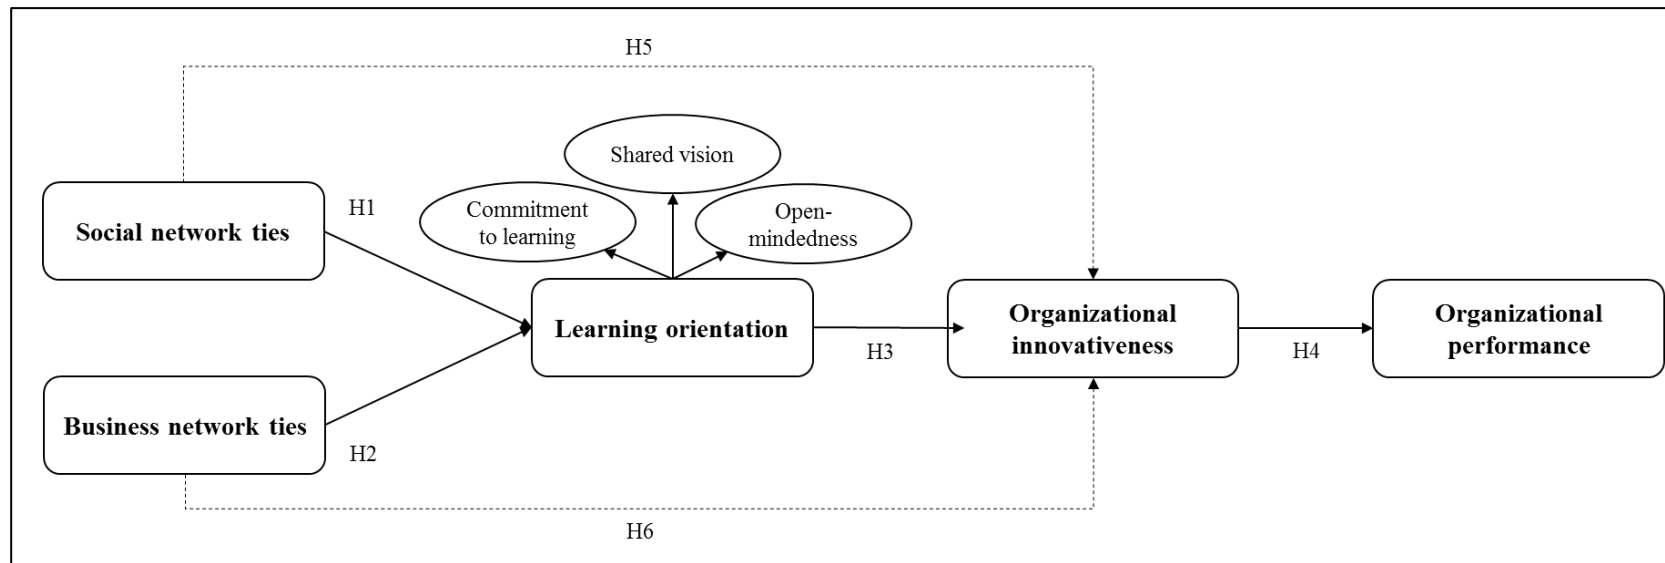 H5
Shared vision
Commitment
to learning
Open-
mindedness
H1
Social network ties
Learning orientation
Organizational
innovativeness
Organizational
performance
H3
H4
Business network ties
H2
H6